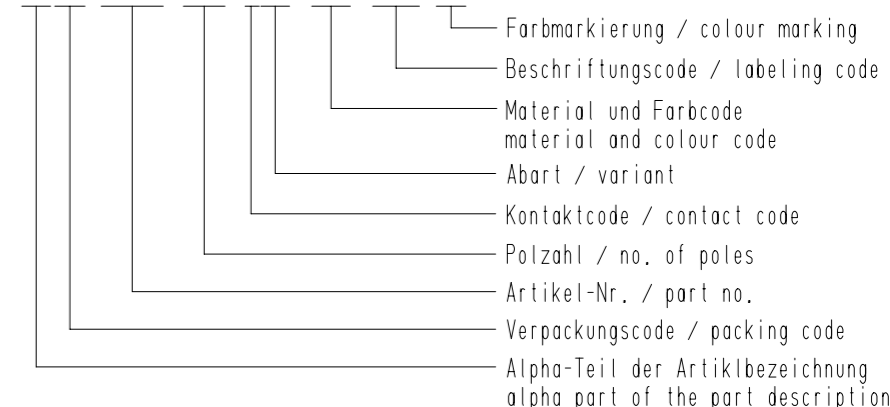 Farbmarkierung / colour marking
Beschriftungscode / labeling code
Material und Farbcode
material and colour code
Abart / variant
Kontaktcode / contact code
Polzahl / no. of poles
Artikel-Nr. / part no.
Verpackungscode / packing code
Alpha-Teil der Artiklbezeichnung
alpha part of the part description